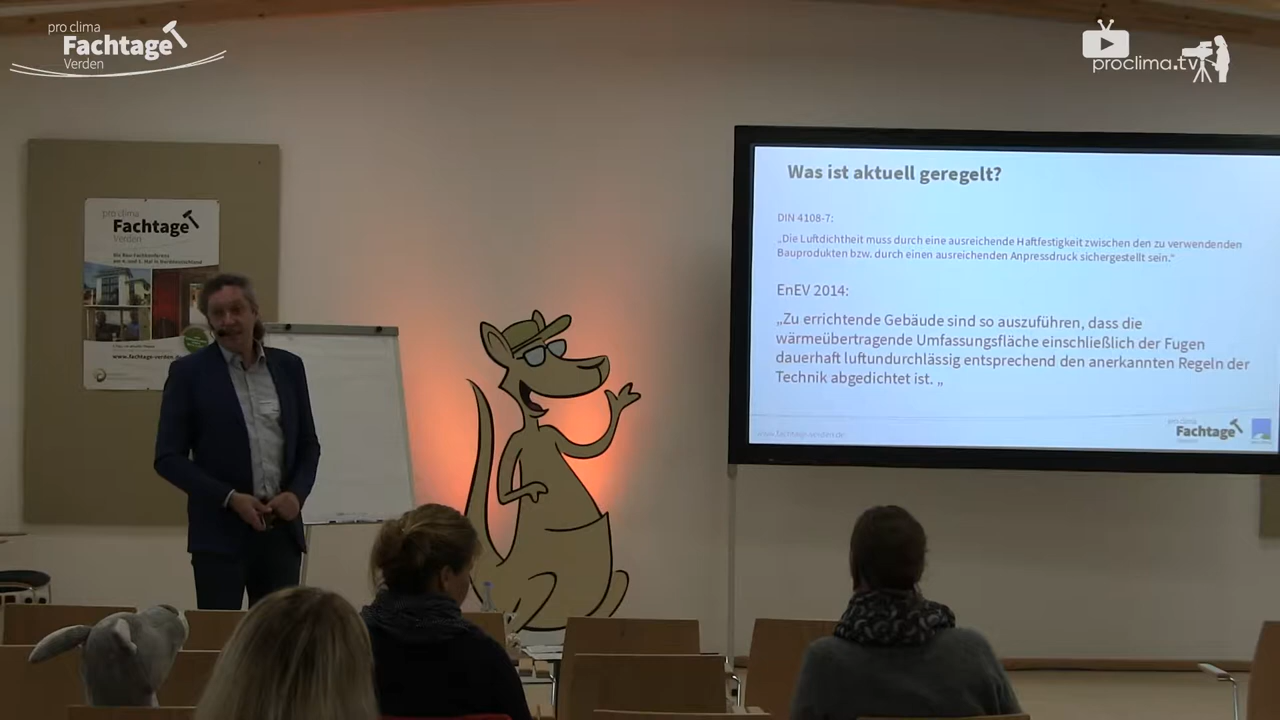 pro clima
Fachtage
Verden
proclima.tv
pro clima
Fachtage
Verden
www.fachtage-verden.de
Was ist aktuell geregelt?
DIN 4108-7:
„Die Luftdichtheit muss durch eine ausreichende Haftfestigkeit zwischen den zu verwendenden
Bauprodukten bzw. durch einen ausreichenden Anpressdruck sichergestellt sein.“
EnEV 2014:
„Zu errichtende Gebäude sind so auszuführen, dass die
wärmeübertragende Umfassungsfläche einschließlich der Fugen
dauerhaft luftundurchlässig entsprechend den anerkannten Regeln der
Technik abgedichtet ist. „
www.fachtage-verden.de
pro clima
Fachtage
Verden